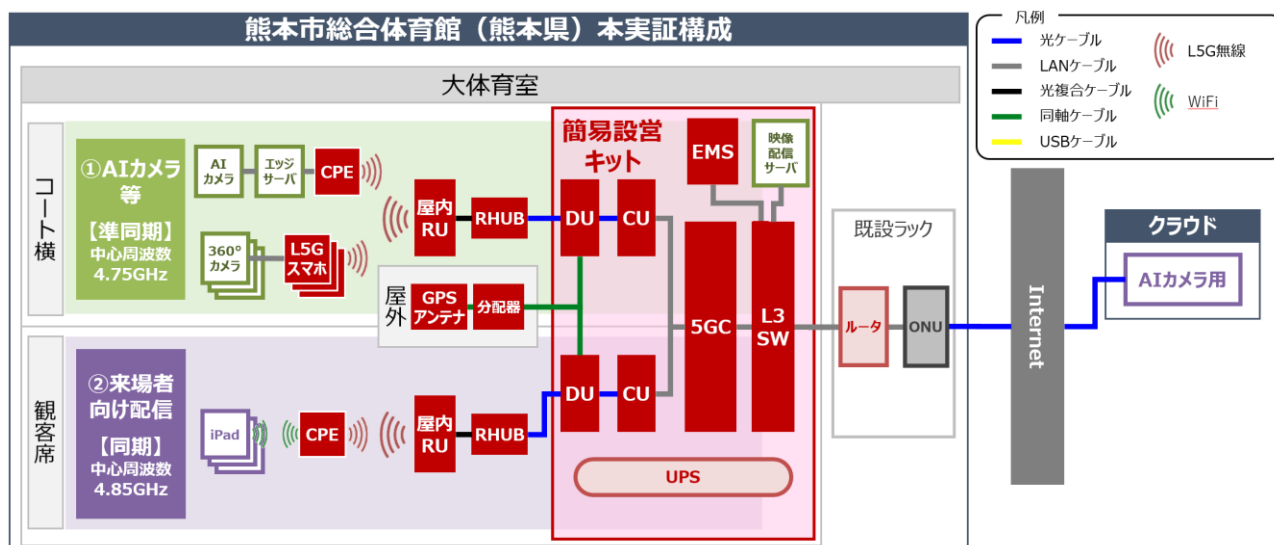 熊本市総合体育館（熊本県）本実証構成
凡例
光ケーブル
LANケーブル
光複合ケーブル
同軸ケーブル
USBケーブル
L5G無線
WiFi
大体育室
コート横
①AIカメラ
等
【準同期】
中心周波数
4.75GHz
AI
カメラ
エッジ
サーバ
CPE
360°
カメラ
L5G
スマホ
屋内
RU
RHUB
簡易設営
キット
DU
CU
EMS
映像
配信
サーバ
屋外
GPS
アンテナ
分配器
5GC
L3
SW
既設ラック
ルータ
ONU
Internet
クラウド
AIカメラ用
観客席
②来場者
向け配信
【同期】
中心周波数
4.85GHz
iPad
CPE
屋内
RU
RHUB
DU
CU
UPS